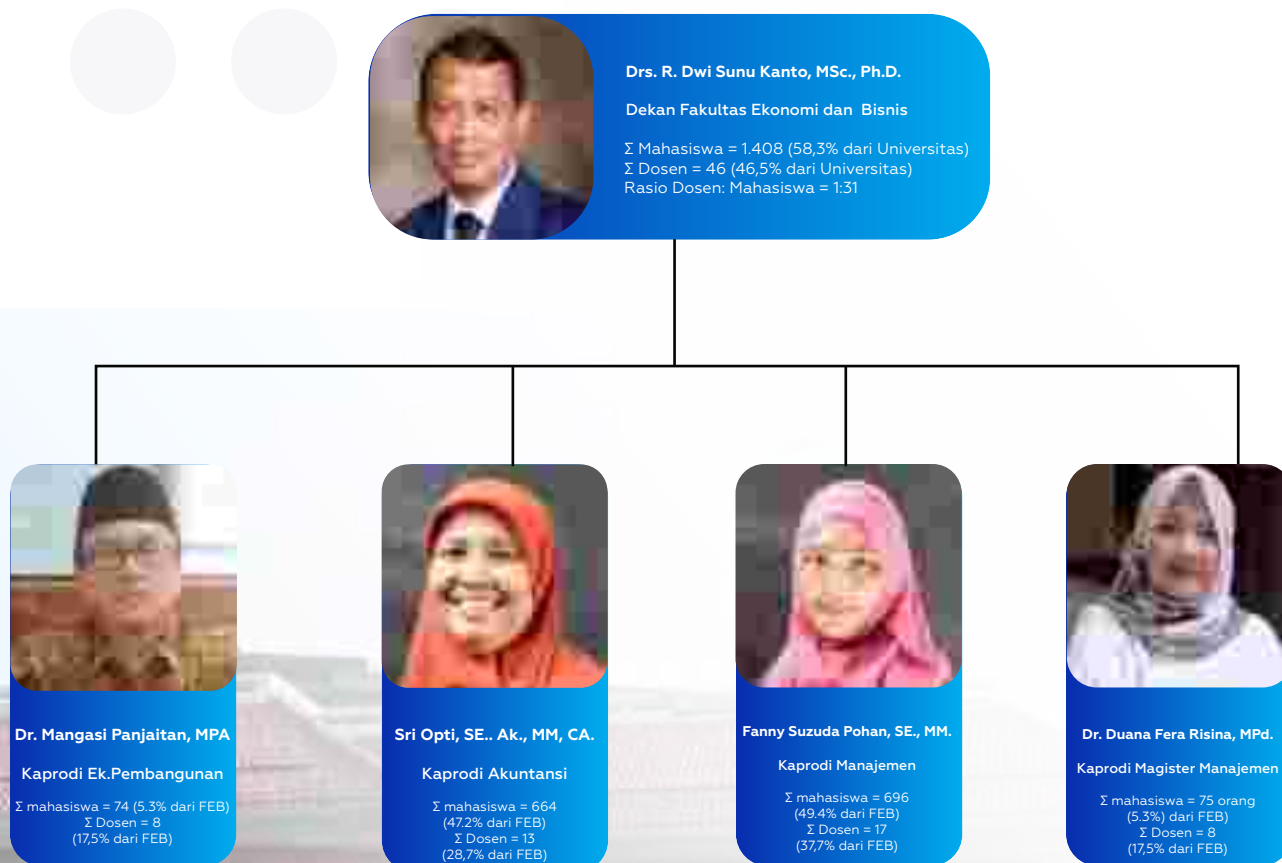 Drs. R. Dwi Sunu Kanto, MSc., Ph.D.
Dekan Fakultas Ekonomi dan Bisnis
Σ Mahasiswa = 1.408 (58,3% dari Universitas)
Σ Dosen = 46 (46,5% dari Universitas)
Rasio Dosen: Mahasiswa = 1:31
Dr. Mangasi Panjaitan, MPA
Kaprodi Ek.Pembangunan
Σ mahasiswa = 74 (5.3% dari FEB)
Σ Dosen = 8
(17,5% dari FEB)
Sri Opti, SE.. Ak., MM, CA.
Kaprodi Akuntansi
Σ mahasiswa = 664
(47.2% dari FEB)
Σ Dosen = 13
(28,7% dari FEB)
Fanny Suzuda Pohan, SE., MM.
Kaprodi Manajemen
Σ mahasiswa = 696
(49.4% dari FEB)
Σ Dosen = 17
(37,7% dari FEB)
Dr. Duana Fera Risina, MPd.
Kaprodi Magister Manajemen
Σ mahasiswa = 75 orang
(5.3%) dari FEB)
Σ Dosen = 8
(17,5% dari FEB)